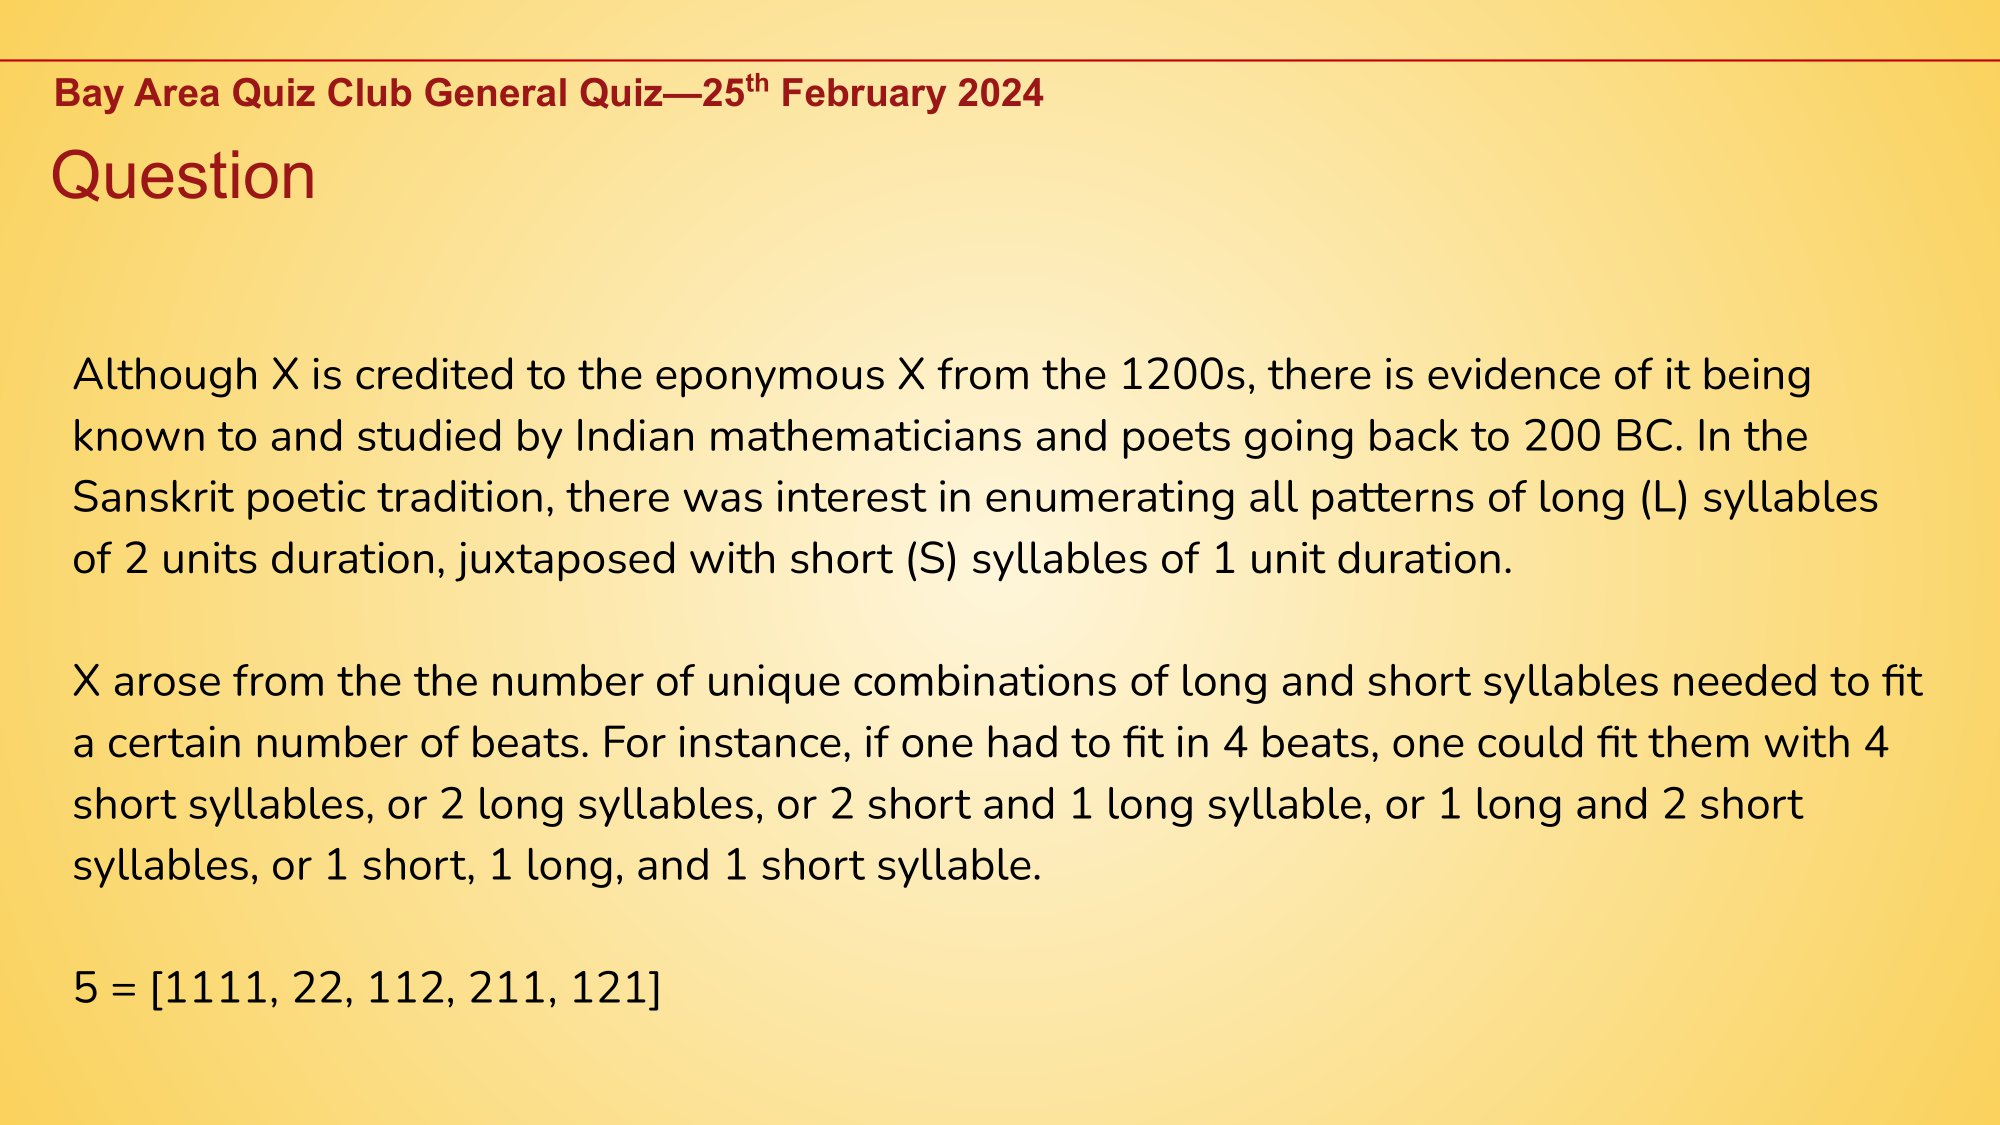 Bay Area Quiz Club General Quiz—25th February 2024
Question
Although X is credited to the eponymous X from the 1200s, there is evidence of it being
known to and studied by Indian mathematicians and poets going back to 200 BC. In the
Sanskrit poetic tradition, there was interest in enumerating all patterns of long (L) syllables
of 2 units duration, juxtaposed with short (S) syllables of 1 unit duration.
X arose from the the number of unique combinations of long and short syllables needed to fit
a certain number of beats. For instance, if one had to fit in 4 beats, one could fit them with 4
short syllables, or 2 long syllables, or 2 short and 1 long syllable, or 1 long and 2 short
syllables, or 1 short, 1 long, and 1 short syllable.
5 = [1111, 22, 112, 211, 121]